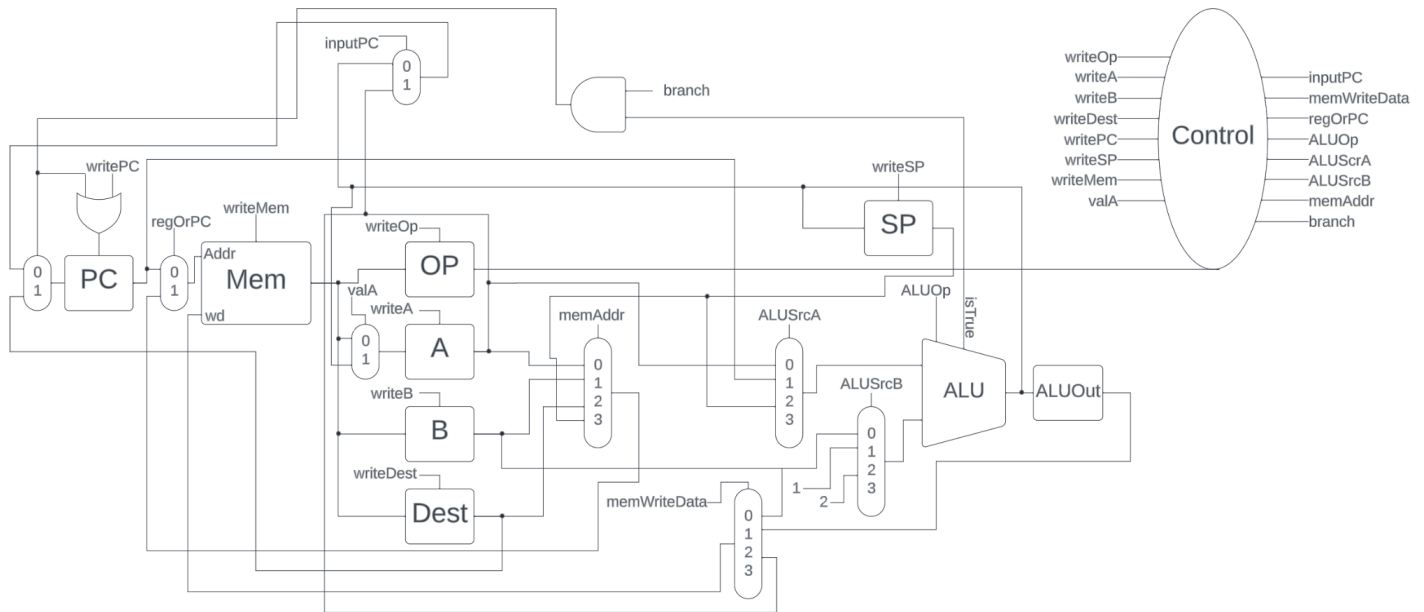 inputPC
0
1
branch
writePC
regOrPC
writeMem
0
1
PC
0
1
Addr
Mem
wd
writeOp
OP
valA
0
1
writeA
A
writeB
B
writeDest
Dest
memAddr
0
1
2
3
memWriteData
0
1
2
3
writeSP
SP
ALUSrcA
0
1
2
3
ALUSrcB
0
1
2
3
1
2
ALUOp
isTrue
ALU
ALUOut
Control
writeOp
writeA
writeB
writeDest
writePC
writeSP
writeMem
valA
inputPC
memWriteData
regOrPC
ALUOp
ALUScrA
ALUSrcB
memAddr
branch